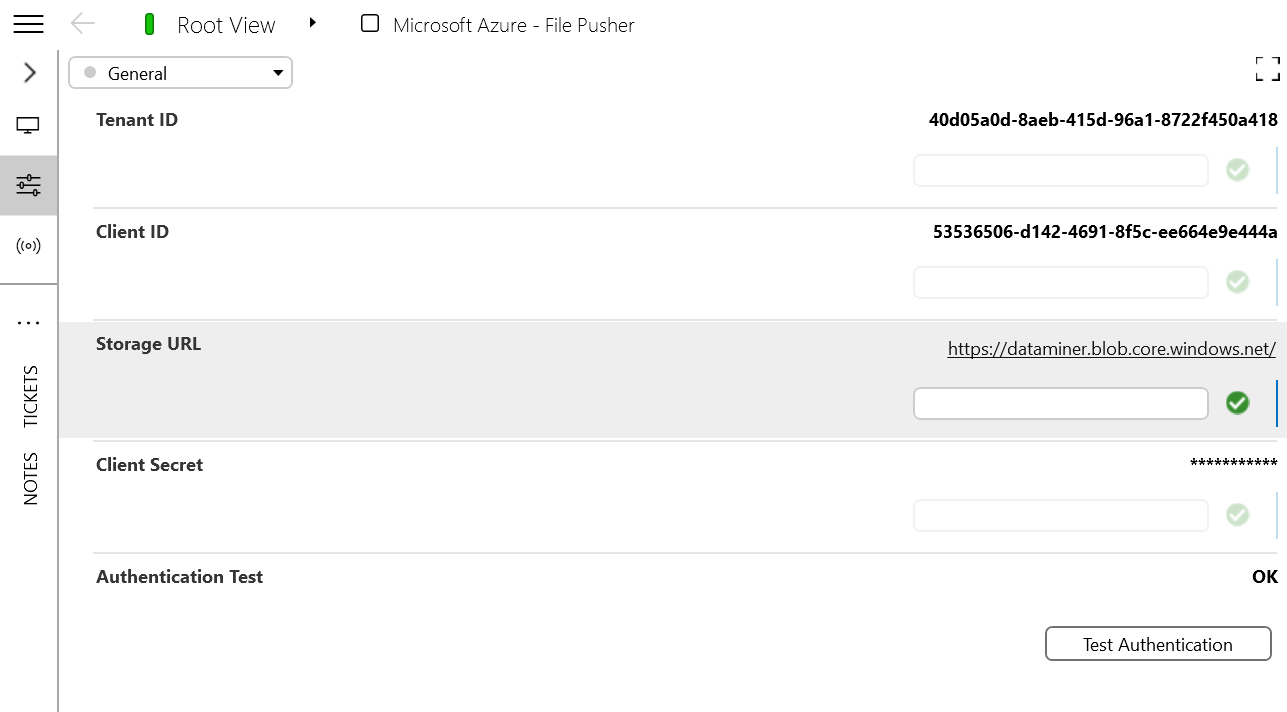 Root View
Microsoft Azure - File Pusher
General
Tenant ID
40d05a0d-8aeb-415d-96a1-8722f450a418
Client ID
53536506-d142-4691-8f5c-ee664e9e444a
Storage URL
https://dataminer.blob.core.windows.net/
Client Secret
***********
Authentication Test
OK
Test Authentication
TICKETS
NOTES